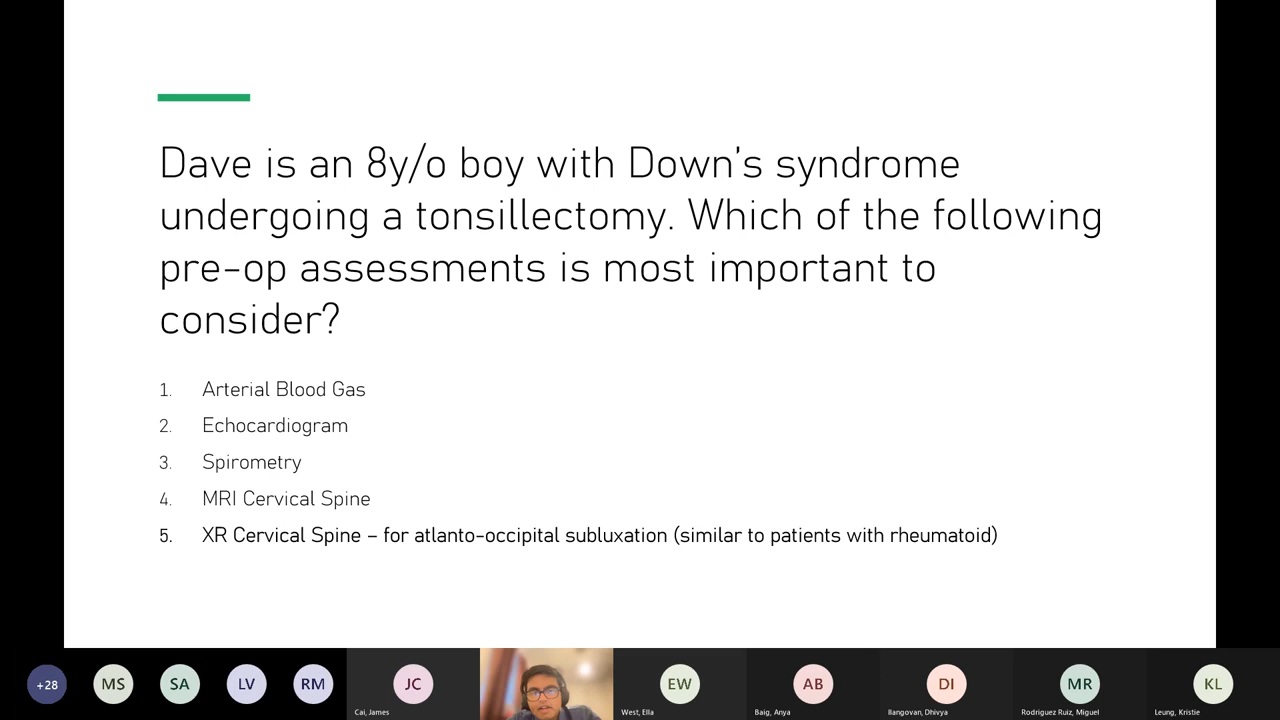 Dave is an 8y/o boy with Down's syndrome
undergoing a tonsillectomy. Which of the following
pre-op assessments is most important to
consider?
1. Arterial Blood Gas
2. Echocardiogram
3. Spirometry
4. MRI Cervical Spine
5. XR Cervical Spine – for atlanto-occipital subluxation (similar to patients with rheumatoid)
+28 MS SA LV RM JC EW AB DI MR KL
Cai, James West, Ella Baig, Anya Ilangovan, Dhivya Rodriguez Ruiz, Miguel Leung, Kristie